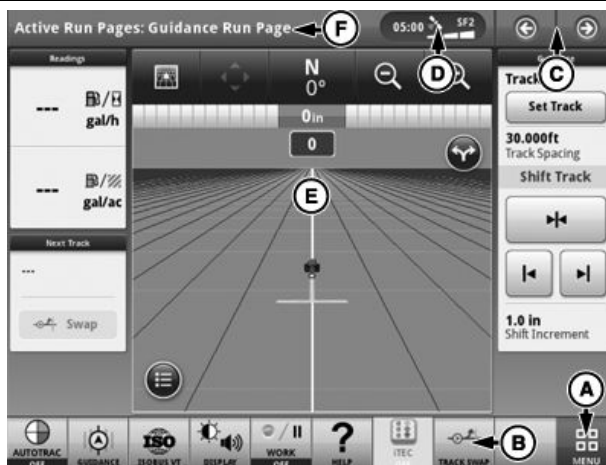 Active Run Pages: Guidance Run Page
F
05:00
SF2
D
C
Readings
---
gal/h
---
gal/ac
Next Track
---
Swap
N
0°
0in
0
E
Track
Set Track
30.000ft
Track Spacing
Shift Track
1.0 in
Shift Increment
A
B
AUTOTRAC
OFF
GUIDANCE
ISO
ISOBUS VT
DISPLAY
WORK
OFF
?
HELP
iTEC
TRACK SWAP
MENU